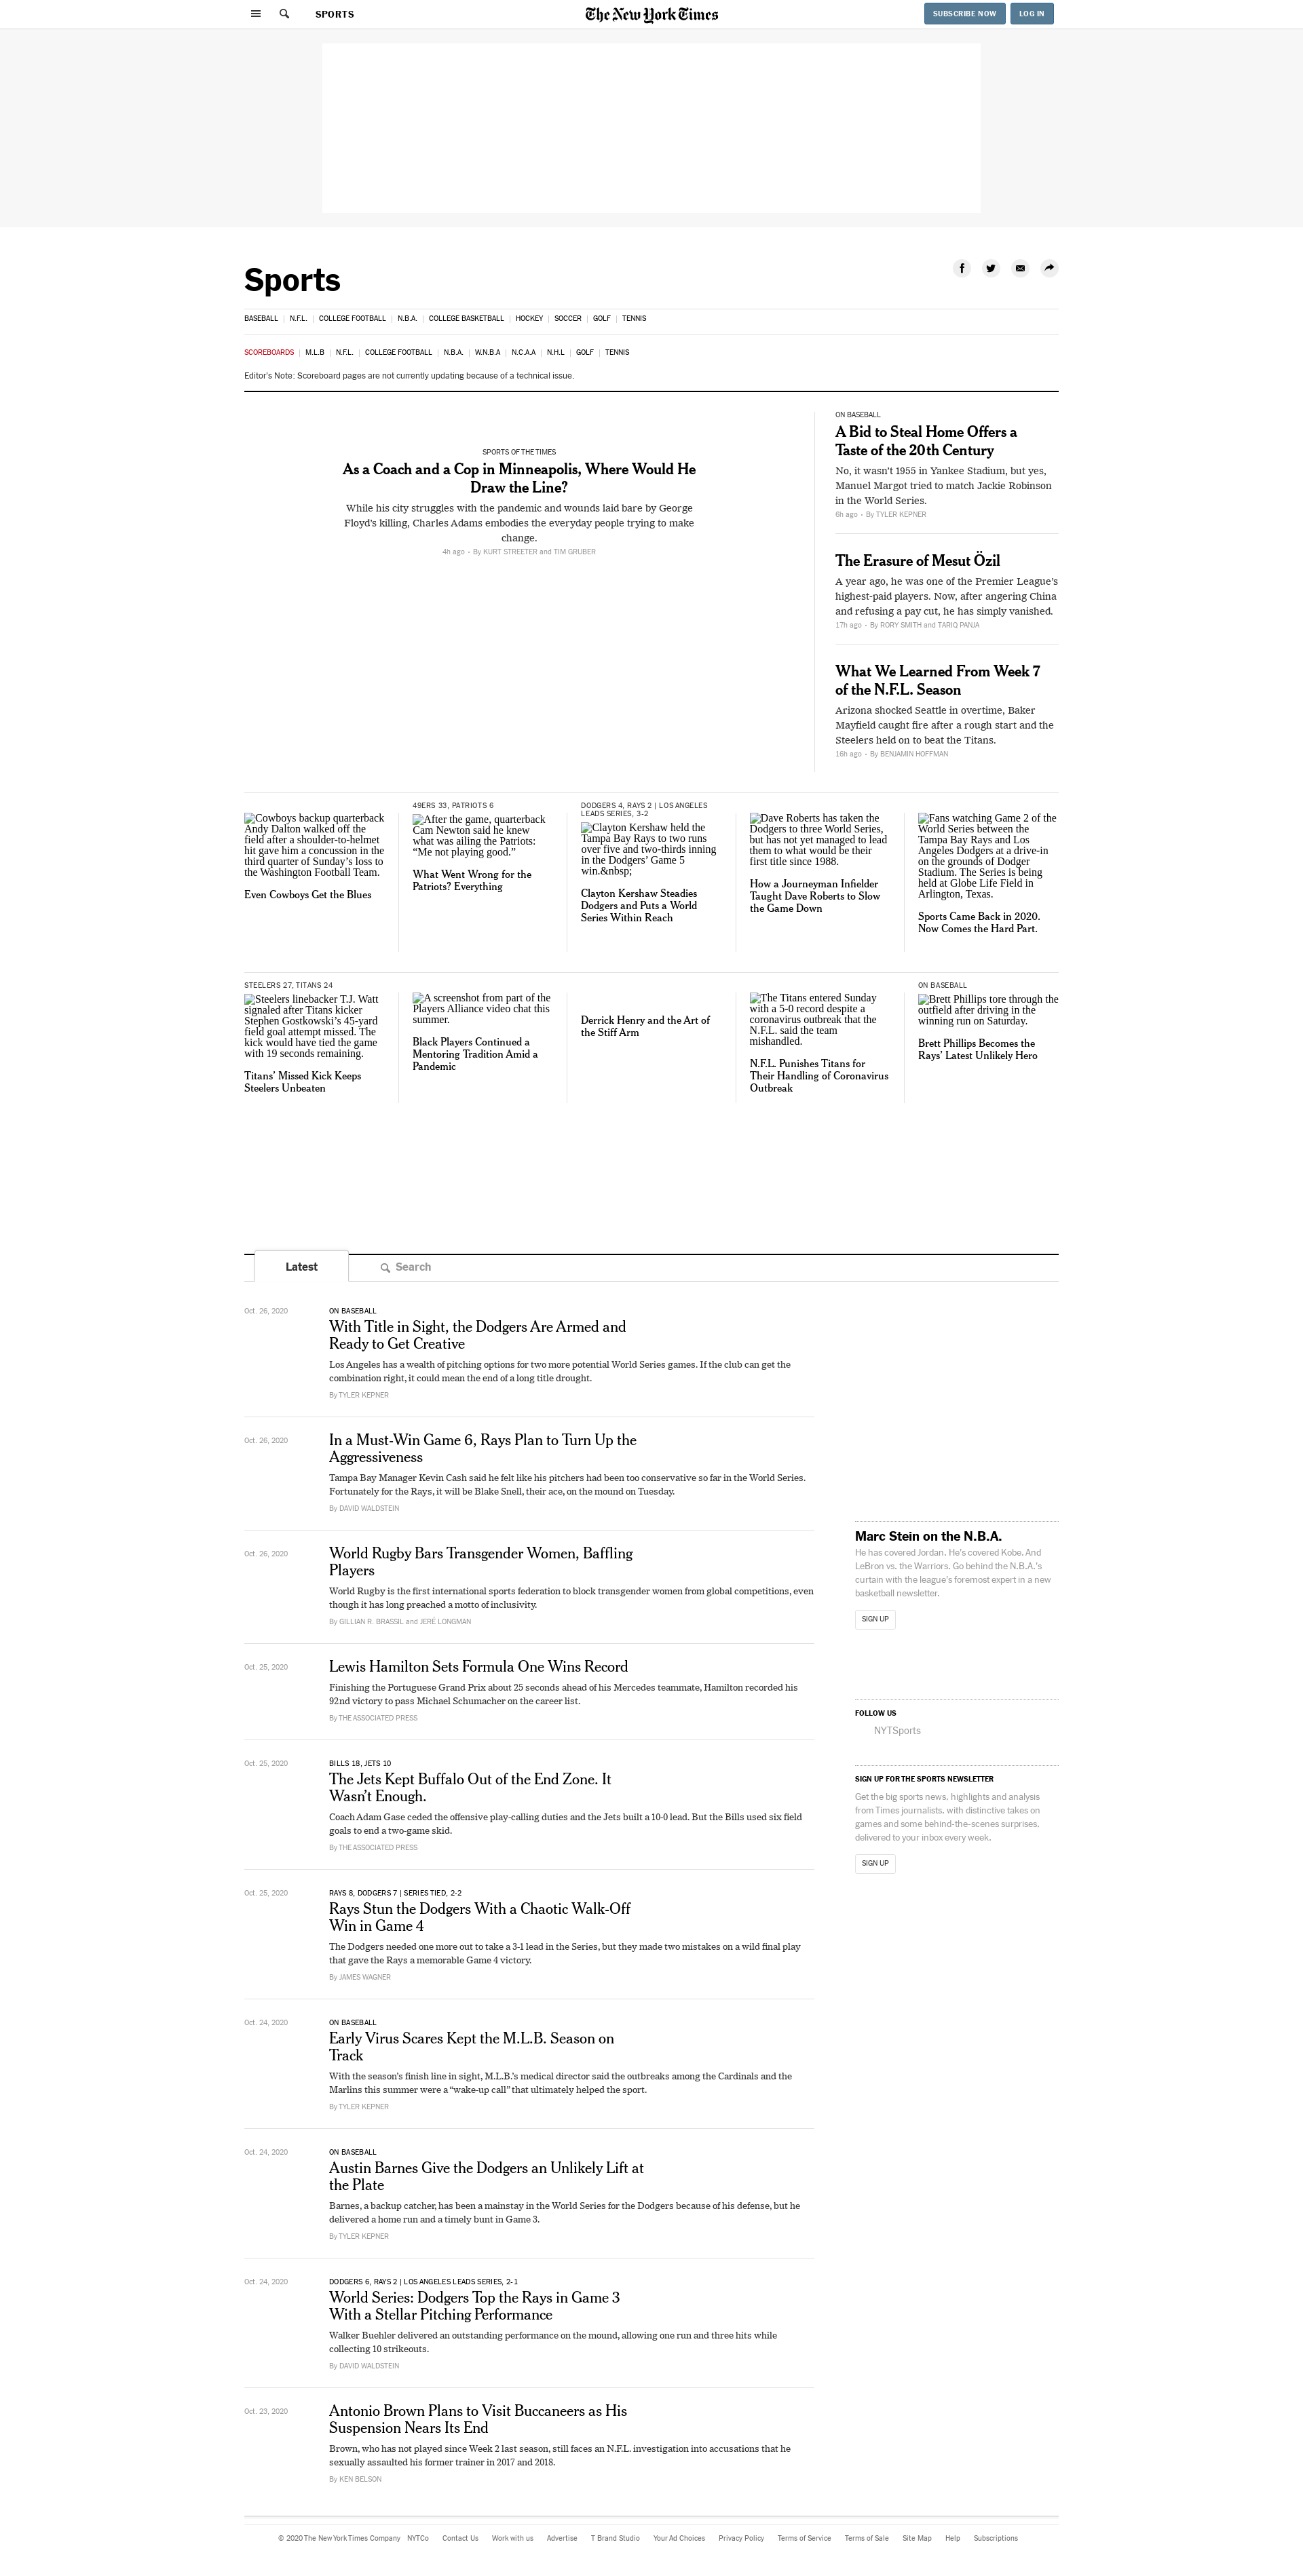 SPORTS
The New York Times
SUBSCRIBE NOW
LOG IN
Sports
BASEBALL | N.F.L. | COLLEGE FOOTBALL | N.B.A. | COLLEGE BASKETBALL | HOCKEY | SOCCER | GOLF | TENNIS
SCOREBOARDS | M.L.B | N.F.L. | COLLEGE FOOTBALL | N.B.A. | W.N.B.A | N.C.A.A | N.H.L | GOLF | TENNIS
Editor's Note: Scoreboard pages are not currently updating because of a technical issue.
SPORTS OF THE TIMES
As a Coach and a Cop in Minneapolis, Where Would He
Draw the Line?
While his city struggles with the pandemic and wounds laid bare by George
Floyd's killing, Charles Adams embodies the everyday people trying to make
change.
4h ago • By KURT STREETER and TIM GRUBER
ON BASEBALL
A Bid to Steal Home Offers a
Taste of the 20th Century
No, it wasn't 1955 in Yankee Stadium, but yes,
Manuel Margot tried to match Jackie Robinson
in the World Series.
6h ago • By TYLER KEPNER
The Erasure of Mesut Özil
A year ago, he was one of the Premier League's
highest-paid players. Now, after angering China
and refusing a pay cut, he has simply vanished.
17h ago • By RORY SMITH and TARIQ PANJA
What We Learned From Week 7
of the N.F.L. Season
Arizona shocked Seattle in overtime, Baker
Mayfield caught fire after a rough start and the
Steelers held on to beat the Titans.
16h ago • By BENJAMIN HOFFMAN
Cowboys backup quarterback
Andy Dalton walked off the
field after a shoulder-to-helmet
hit gave him a concussion in the
third quarter of Sunday's loss to
the Washington Football Team.
Even Cowboys Get the Blues
49ERS 33, PATRIOTS 6
After the game, quarterback
Cam Newton said he knew
what was ailing the Patriots:
“Me not playing good.”
What Went Wrong for the
Patriots? Everything
DODGERS 4, RAYS 2 | LOS ANGELES
LEADS SERIES, 3-2
Clayton Kershaw held the
Tampa Bay Rays to two runs
over five and two-thirds inning
in the Dodgers' Game 5
win.&nbsp;
Clayton Kershaw Steadies
Dodgers and Puts a World
Series Within Reach
Dave Roberts has taken the
Dodgers to three World Series,
but has not yet managed to lead
them to what would be their
first title since 1988.
How a Journeyman Infielder
Taught Dave Roberts to Slow
the Game Down
Fans watching Game 2 of the
World Series between the
Tampa Bay Rays and Los
Angeles Dodgers at a drive-in
on the grounds of Dodger
Stadium. The Series is being
held at Globe Life Field in
Arlington, Texas.
Sports Came Back in 2020.
Now Comes the Hard Part.
STEELERS 27, TITANS 24
Steelers linebacker T.J. Watt
signaled after Titans kicker
Stephen Gostkowski's 45-yard
field goal attempt missed. The
kick would have tied the game
with 19 seconds remaining.
Titans' Missed Kick Keeps
Steelers Unbeaten
A screenshot from part of the
Players Alliance video chat this
summer.
Black Players Continued a
Mentoring Tradition Amid a
Pandemic
Derrick Henry and the Art of
the Stiff Arm
The Titans entered Sunday
with a 5-0 record despite a
coronavirus outbreak that the
N.F.L. said the team
mishandled.
N.F.L. Punishes Titans for
Their Handling of Coronavirus
Outbreak
ON BASEBALL
Brett Phillips tore through the
outfield after driving in the
winning run on Saturday.
Brett Phillips Becomes the
Rays' Latest Unlikely Hero
Latest
Search
Oct. 26, 2020
ON BASEBALL
With Title in Sight, the Dodgers Are Armed and
Ready to Get Creative
Los Angeles has a wealth of pitching options for two more potential World Series games. If the club can get the
combination right, it could mean the end of a long title drought.
By TYLER KEPNER
Oct. 26, 2020
In a Must-Win Game 6, Rays Plan to Turn Up the
Aggressiveness
Tampa Bay Manager Kevin Cash said he felt like his pitchers had been too conservative so far in the World Series.
Fortunately for the Rays, it will be Blake Snell, their ace, on the mound on Tuesday.
By DAVID WALDSTEIN
Oct. 26, 2020
World Rugby Bars Transgender Women, Baffling
Players
World Rugby is the first international sports federation to block transgender women from global competitions, even
though it has long preached a motto of inclusivity.
By GILLIAN R. BRASSIL and JERÉ LONGMAN
Oct. 25, 2020
Lewis Hamilton Sets Formula One Wins Record
Finishing the Portuguese Grand Prix about 25 seconds ahead of his Mercedes teammate, Hamilton recorded his
92nd victory to pass Michael Schumacher on the career list.
By THE ASSOCIATED PRESS
Oct. 25, 2020
BILLS 18, JETS 10
The Jets Kept Buffalo Out of the End Zone. It
Wasn't Enough.
Coach Adam Gase ceded the offensive play-calling duties and the Jets built a 10-0 lead. But the Bills used six field
goals to end a two-game skid.
By THE ASSOCIATED PRESS
Oct. 25, 2020
RAYS 8, DODGERS 7 | SERIES TIED, 2-2
Rays Stun the Dodgers With a Chaotic Walk-Off
Win in Game 4
The Dodgers needed one more out to take a 3-1 lead in the Series, but they made two mistakes on a wild final play
that gave the Rays a memorable Game 4 victory.
By JAMES WAGNER
Oct. 24, 2020
ON BASEBALL
Early Virus Scares Kept the M.L.B. Season on
Track
With the season's finish line in sight, M.L.B.'s medical director said the outbreaks among the Cardinals and the
Marlins this summer were a “wake-up call” that ultimately helped the sport.
By TYLER KEPNER
Oct. 24, 2020
ON BASEBALL
Austin Barnes Give the Dodgers an Unlikely Lift at
the Plate
Barnes, a backup catcher, has been a mainstay in the World Series for the Dodgers because of his defense, but he
delivered a home run and a timely bunt in Game 3.
By TYLER KEPNER
Oct. 24, 2020
DODGERS 6, RAYS 2 | LOS ANGELES LEADS SERIES, 2-1
World Series: Dodgers Top the Rays in Game 3
With a Stellar Pitching Performance
Walker Buehler delivered an outstanding performance on the mound, allowing one run and three hits while
collecting 10 strikeouts.
By DAVID WALDSTEIN
Oct. 23, 2020
Antonio Brown Plans to Visit Buccaneers as His
Suspension Nears Its End
Brown, who has not played since Week 2 last season, still faces an N.F.L. investigation into accusations that he
sexually assaulted his former trainer in 2017 and 2018.
By KEN BELSON
Marc Stein on the N.B.A.
He has covered Jordan. He's covered Kobe. And
LeBron vs. the Warriors. Go behind the N.B.A.'s
curtain with the league's foremost expert in a new
basketball newsletter.
SIGN UP
FOLLOW US
NYTSports
SIGN UP FOR THE SPORTS NEWSLETTER
Get the big sports news, highlights and analysis
from Times journalists, with distinctive takes on
games and some behind-the-scenes surprises,
delivered to your inbox every week.
SIGN UP
© 2020 The New York Times Company NYTCo Contact Us Work with us Advertise T Brand Studio Your Ad Choices Privacy Policy Terms of Service Terms of Sale Site Map Help Subscriptions